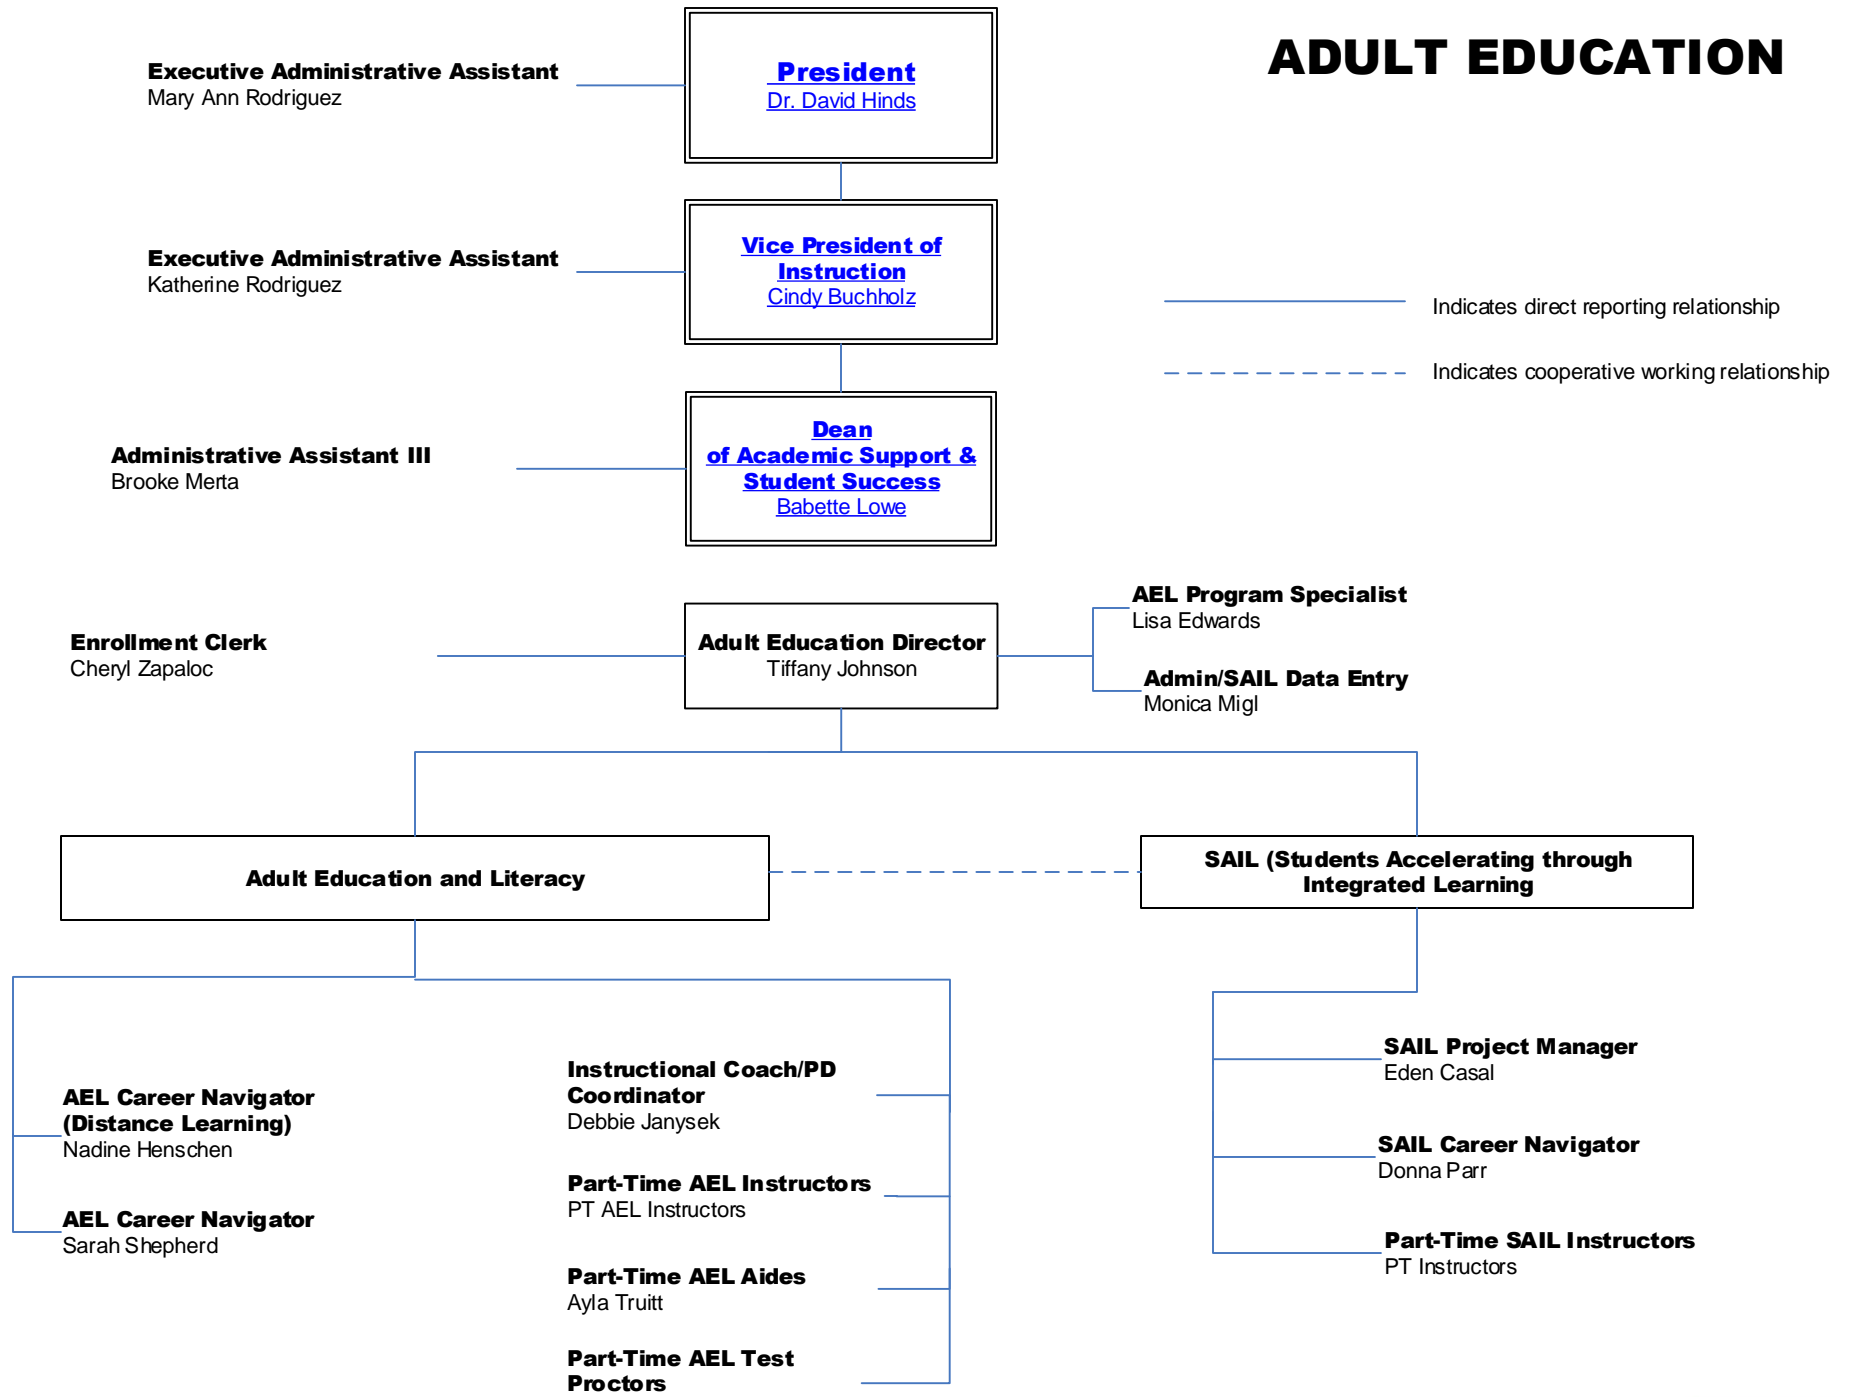 ADULT EDUCATION
Executive Administrative Assistant
Mary Ann Rodriguez
President
Dr. David Hinds
Executive Administrative Assistant
Katherine Rodriguez
Vice President of
Instruction
Cindy Buchholz
Indicates direct reporting relationship
Indicates cooperative working relationship
Administrative Assistant III
Brooke Merta
Dean
of Academic Support &
Student Success
Babette Lowe
Enrollment Clerk
Cheryl Zapaloc
Adult Education Director
Tiffany Johnson
AEL Program Specialist
Lisa Edwards
Admin/SAIL Data Entry
Monica Migl
Adult Education and Literacy
SAIL (Students Accelerating through
Integrated Learning
AEL Career Navigator
(Distance Learning)
Nadine Henschen
AEL Career Navigator
Sarah Shepherd
Instructional Coach/PD
Coordinator
Debbie Janysek
Part-Time AEL Instructors
PT AEL Instructors
Part-Time AEL Aides
Ayla Truitt
Part-Time AEL Test
Proctors
SAIL Project Manager
Eden Casal
SAIL Career Navigator
Donna Parr
Part-Time SAIL Instructors
PT Instructors